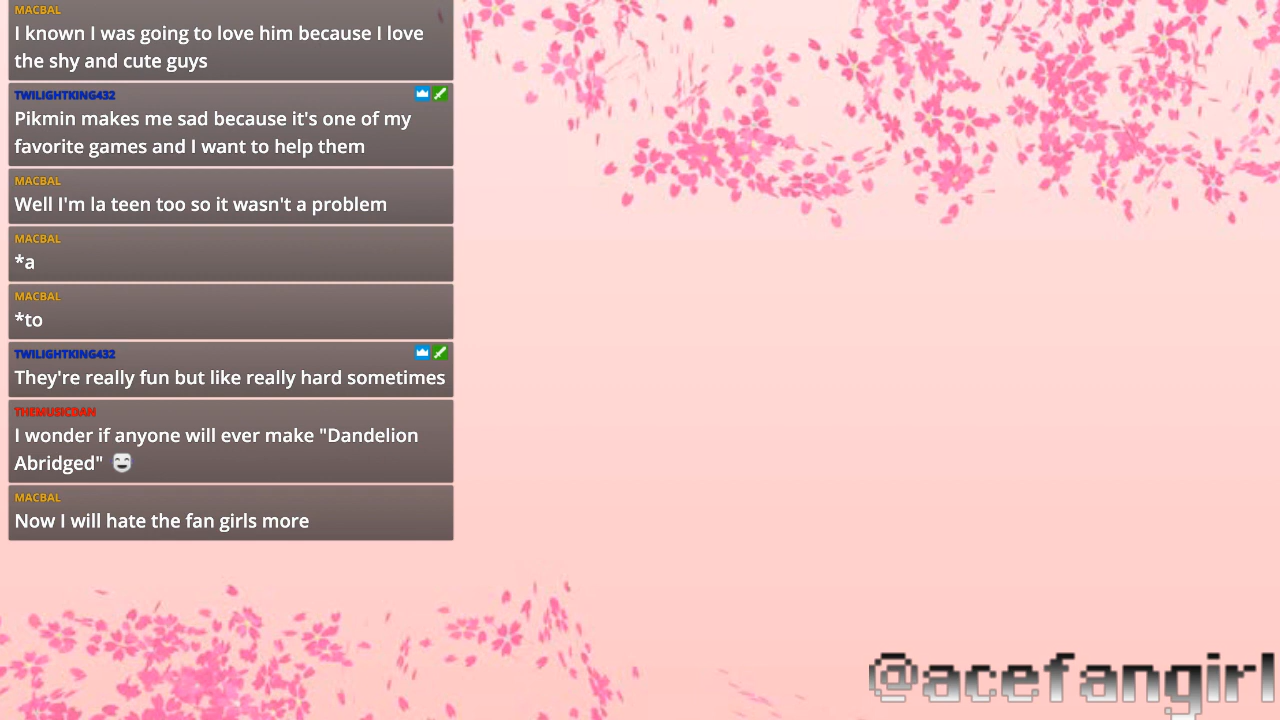 MACBAL
I known I was going to love him because I love
the shy and cute guys
TWILIGHTKING432
Pikmin makes me sad because it's one of my
favorite games and I want to help them
MACBAL
Well I'm la teen too so it wasn't a problem
MACBAL
*a
MACBAL
*to
TWILIGHTKING432
They're really fun but like really hard sometimes
THEMUSICDAN
I wonder if anyone will ever make "Dandelion
Abridged"
MACBAL
Now I will hate the fan girls more
@acefangirl